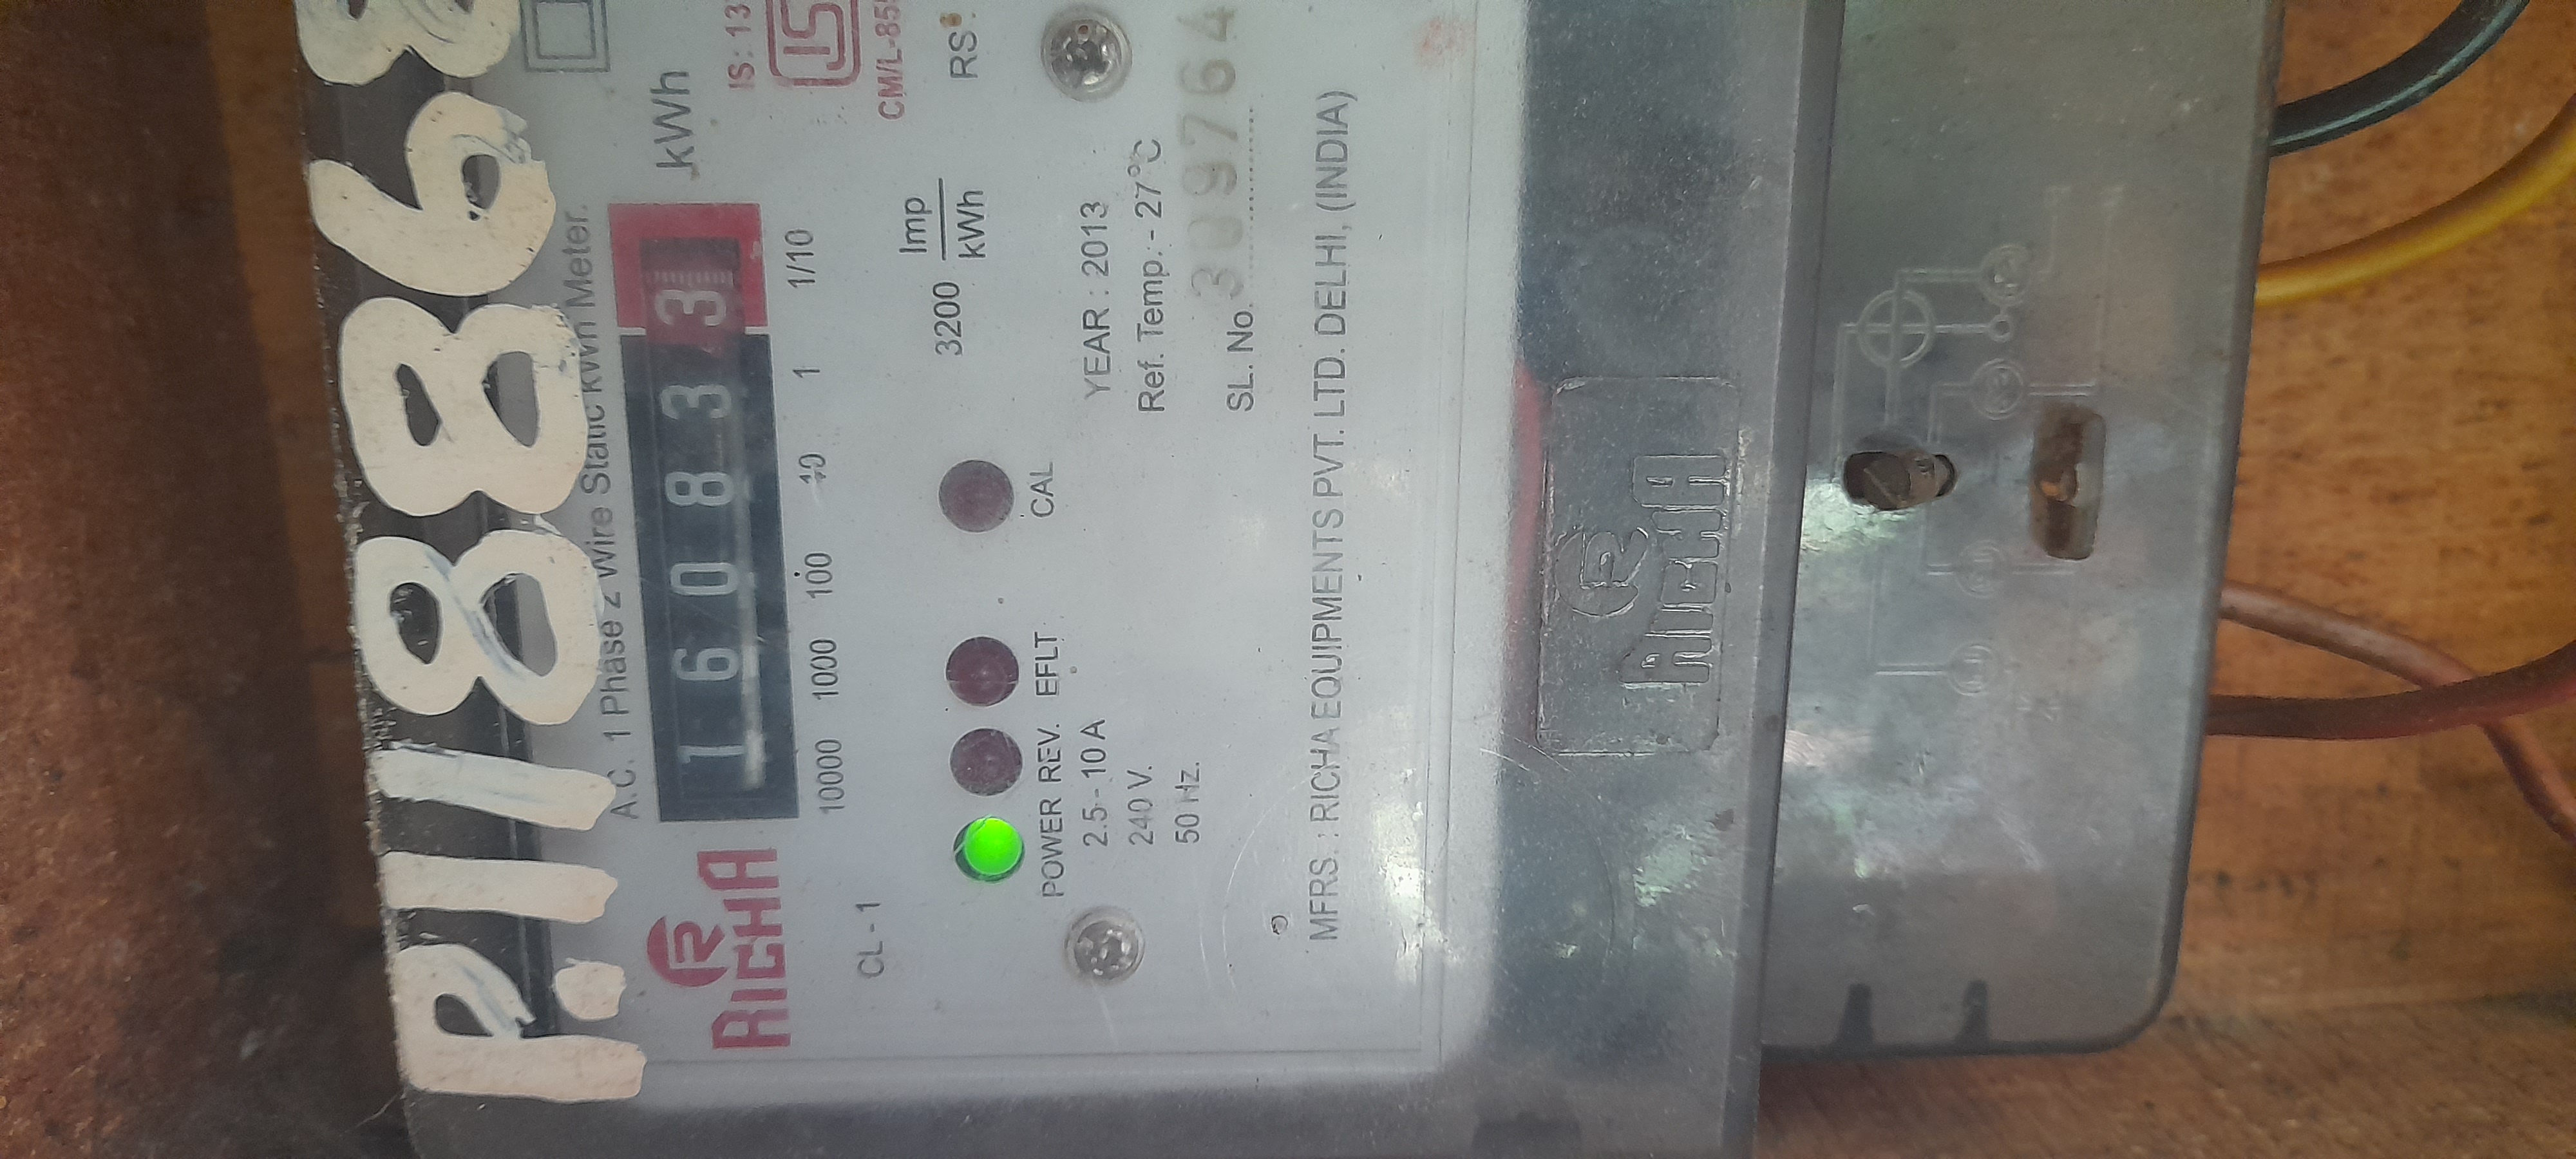 P.118868
A.C. 1 Phase 2 Wire Static kWh Meter.
RICHA
1 6 0 8 3 3
kWh
10000 1000 100 10 1 1/10
IS : 13
CM/L-85
CL - 1
3200 Imp
kWh
RS
POWER REV. EFLT CAL
2.5 - 10 A
240 V.
50 Hz.
YEAR : 2013
Ref. Temp. : - 27°C
SL. No. 309764
MFRS. : RICHA EQUIPMENTS PVT. LTD. DELHI, (INDIA)
RICHA